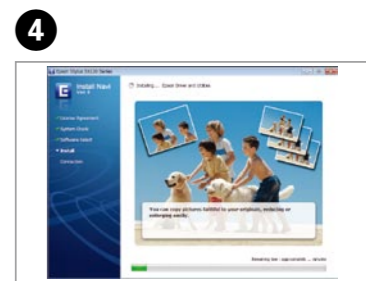 4
Install Navi
Installing ... Epson Driver and Utilities
License Agreement
System Check
Software Select
Install
Connection
You can copy pictures faithful to your originals, reducing or
enlarging easily.